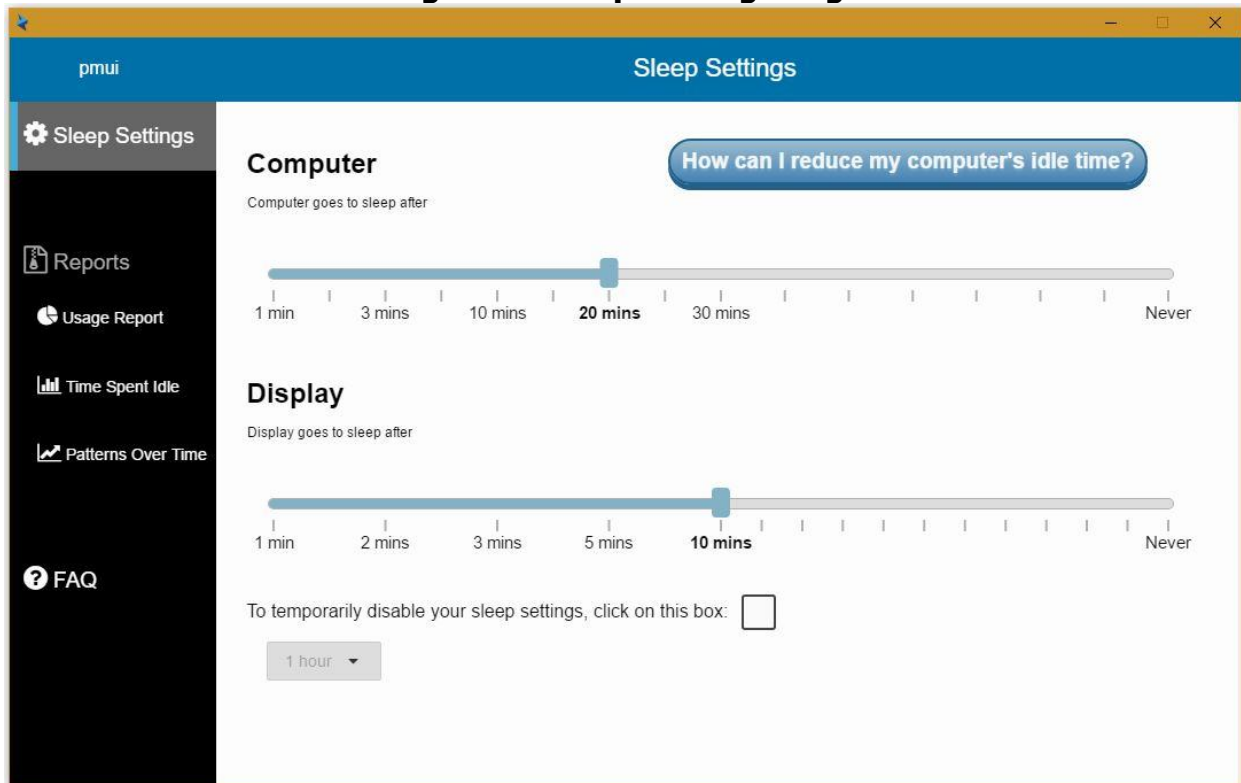 pmui
Sleep Settings
Sleep Settings
Reports
Usage Report
Time Spent Idle
Patterns Over Time
FAQ
Computer
How can I reduce my computer's idle time?
Computer goes to sleep after
1 min 3 mins 10 mins 20 mins 30 mins Never
Display
Display goes to sleep after
1 min 2 mins 3 mins 5 mins 10 mins Never
To temporarily disable your sleep settings, click on this box:
1 hour